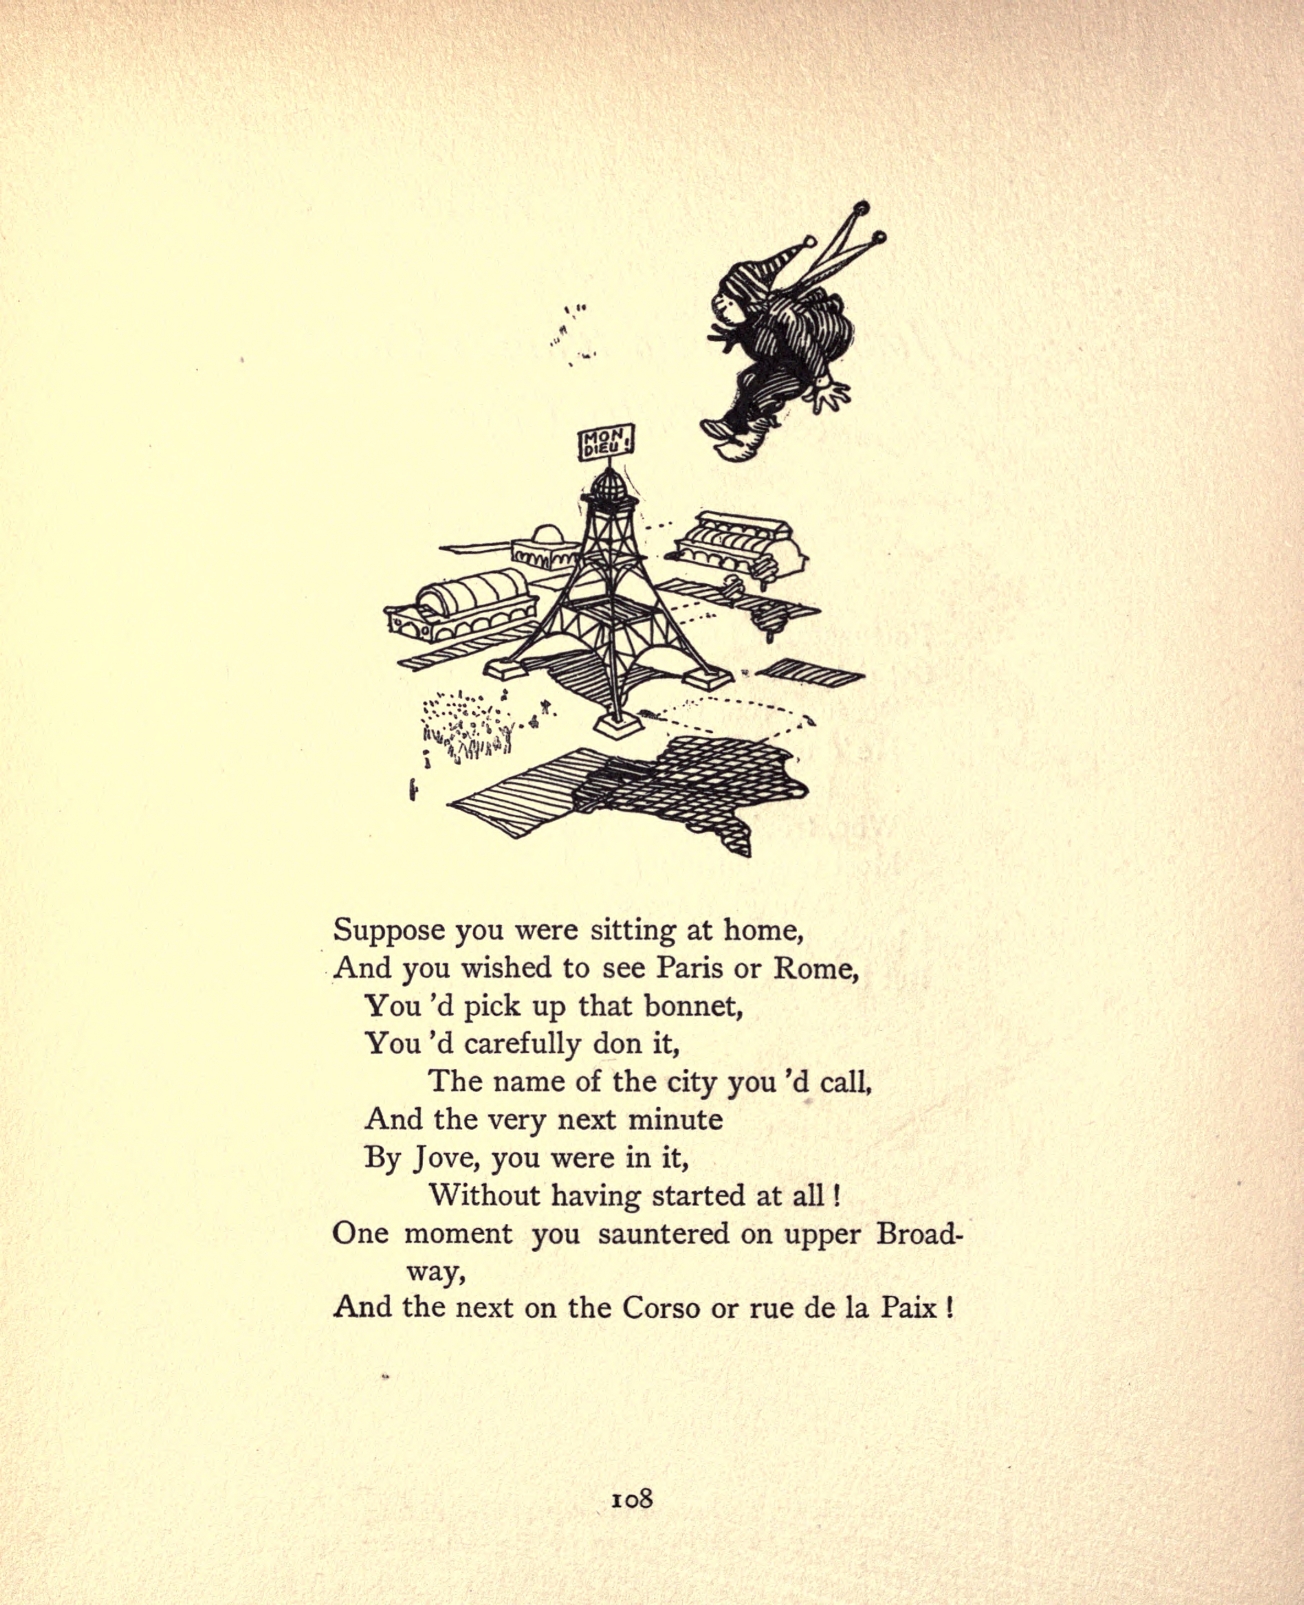 MON
DIEU!
Suppose you were sitting at home,
And you wished to see Paris or Rome,
You 'd pick up that bonnet,
You 'd carefully don it,
The name of the city you 'd call,
And the very next minute
By Jove, you were in it,
Without having started at all !
One moment you sauntered on upper Broad-
way,
And the next on the Corso or rue de la Paix !
108